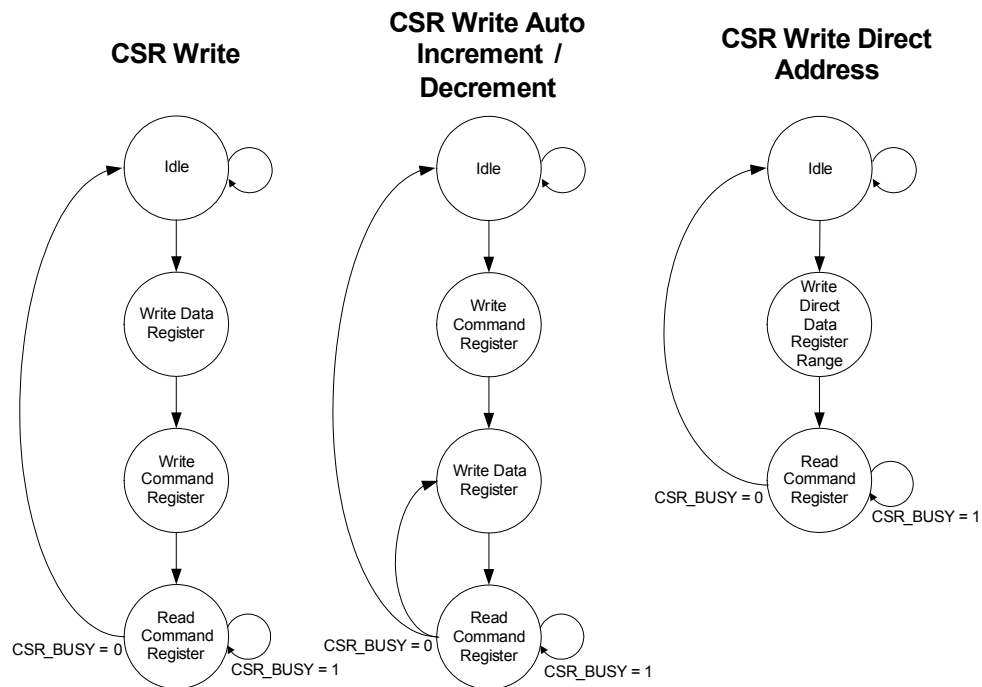 CSR Write
Idle
Write Data
Register
Write
Command
Register
Read
Command
Register
CSR_BUSY = 0
CSR_BUSY = 1
CSR Write Auto
Increment /
Decrement
Idle
Write
Command
Register
Write Data
Register
Read
Command
Register
CSR_BUSY = 0
CSR_BUSY = 1
CSR Write Direct
Address
Idle
Write
Direct
Data
Register
Range
Read
Command
Register
CSR_BUSY = 0
CSR_BUSY = 1